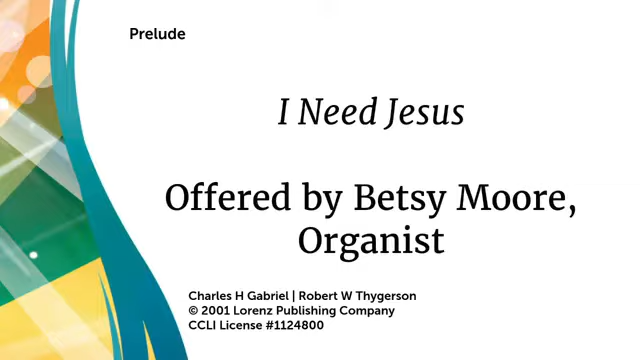 Prelude
I Need Jesus
Offered by Betsy Moore,
Organist
Charles H Gabriel | Robert W Thygerson
© 2001 Lorenz Publishing Company
CCLI License #1124800